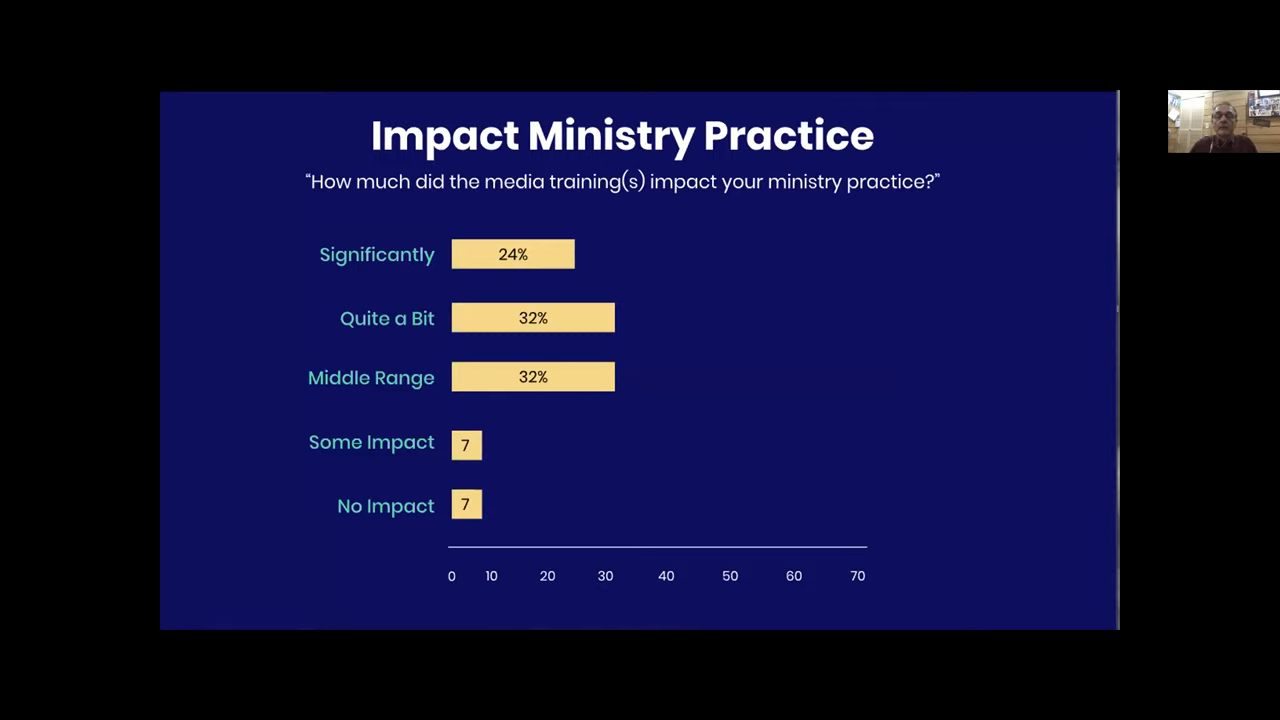 Impact Ministry Practice
“How much did the media training(s) impact your ministry practice?”
Significantly 24%
Quite a Bit 32%
Middle Range 32%
Some Impact 7
No Impact 7
0 10 20 30 40 50 60 70